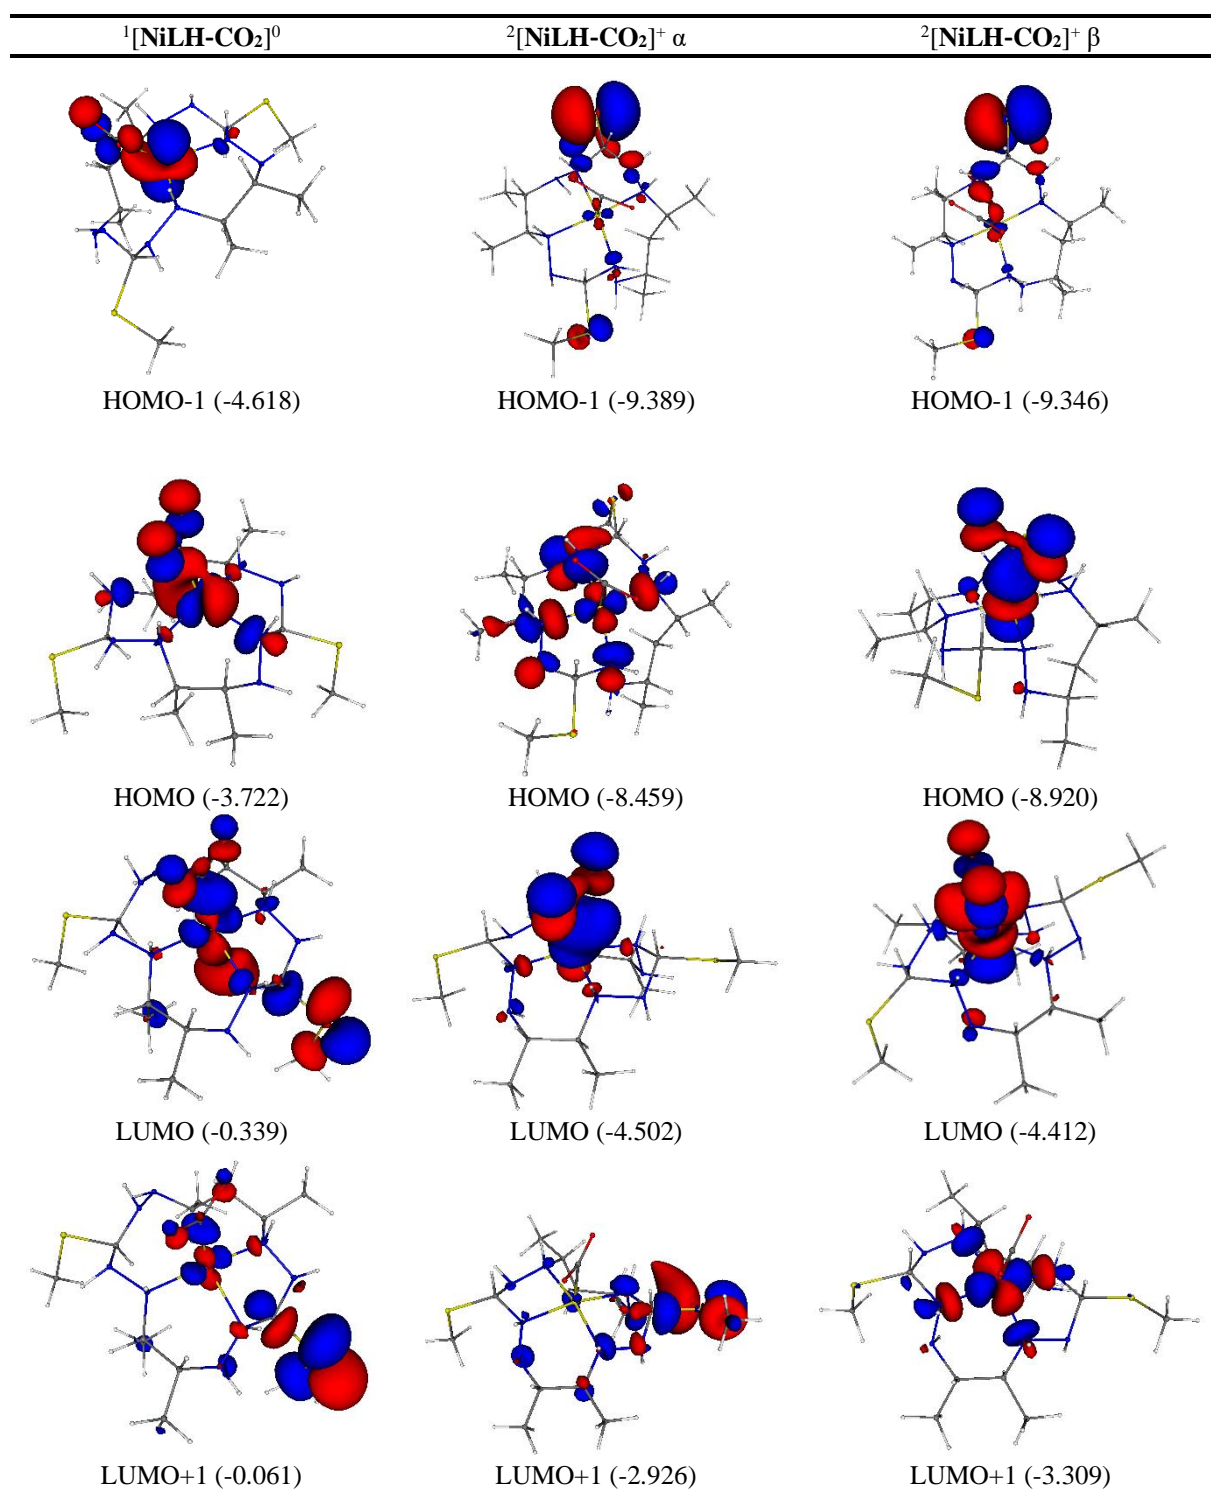 ¹[NiLH-CO₂]⁰ ²[NiLH-CO₂]⁺ α ²[NiLH-CO₂]⁺ β
HOMO-1 (-4.618) HOMO-1 (-9.389) HOMO-1 (-9.346)
HOMO (-3.722) HOMO (-8.459) HOMO (-8.920)
LUMO (-0.339) LUMO (-4.502) LUMO (-4.412)
LUMO+1 (-0.061) LUMO+1 (-2.926) LUMO+1 (-3.309)